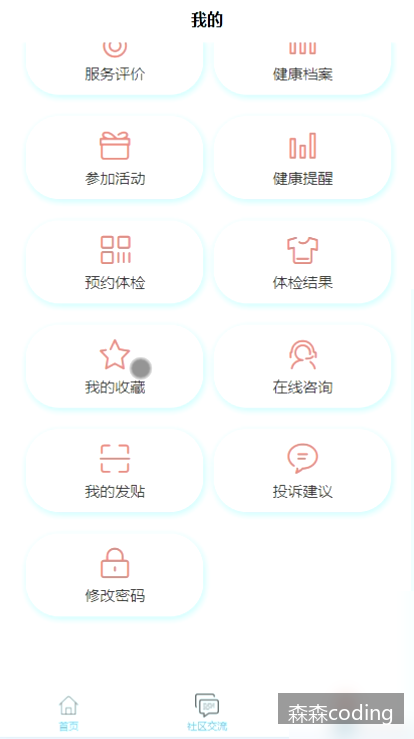 我的
服务评价
健康档案
参加活动
健康提醒
预约体检
体检结果
我的收藏
在线咨询
我的发贴
投诉建议
修改密码
首页
社区交流
森森coding